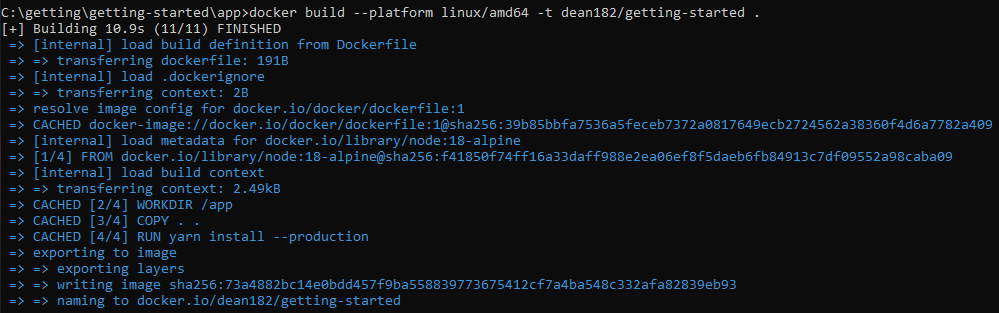 C:\getting\getting-started\app>docker build --platform linux/amd64 -t dean182/getting-started .
[+] Building 10.9s (11/11) FINISHED
=> [internal] load build definition from Dockerfile
=> => transferring dockerfile: 191B
=> [internal] load .dockerignore
=> => transferring context: 2B
=> resolve image config for docker.io/docker/dockerfile:1
=> CACHED docker-image://docker.io/docker/dockerfile:1@sha256:39b85bbfa7536a5feceb7372a0817649ecb2724562a38360f4d6a7782a409
=> [internal] load metadata for docker.io/library/node:18-alpine
=> [1/4] FROM docker.io/library/node:18-alpine@sha256:f41850f74ff16a33daff988e2ea06ef8f5daeb6fb84913c7df09552a98caba09
=> [internal] load build context
=> => transferring context: 2.49kB
=> CACHED [2/4] WORKDIR /app
=> CACHED [3/4] COPY . .
=> CACHED [4/4] RUN yarn install --production
=> exporting to image
=> => exporting layers
=> => writing image sha256:73a4882bc14e0bdd457f9ba558839773675412cf7a4ba548c332afa82839eb93
=> => naming to docker.io/dean182/getting-started